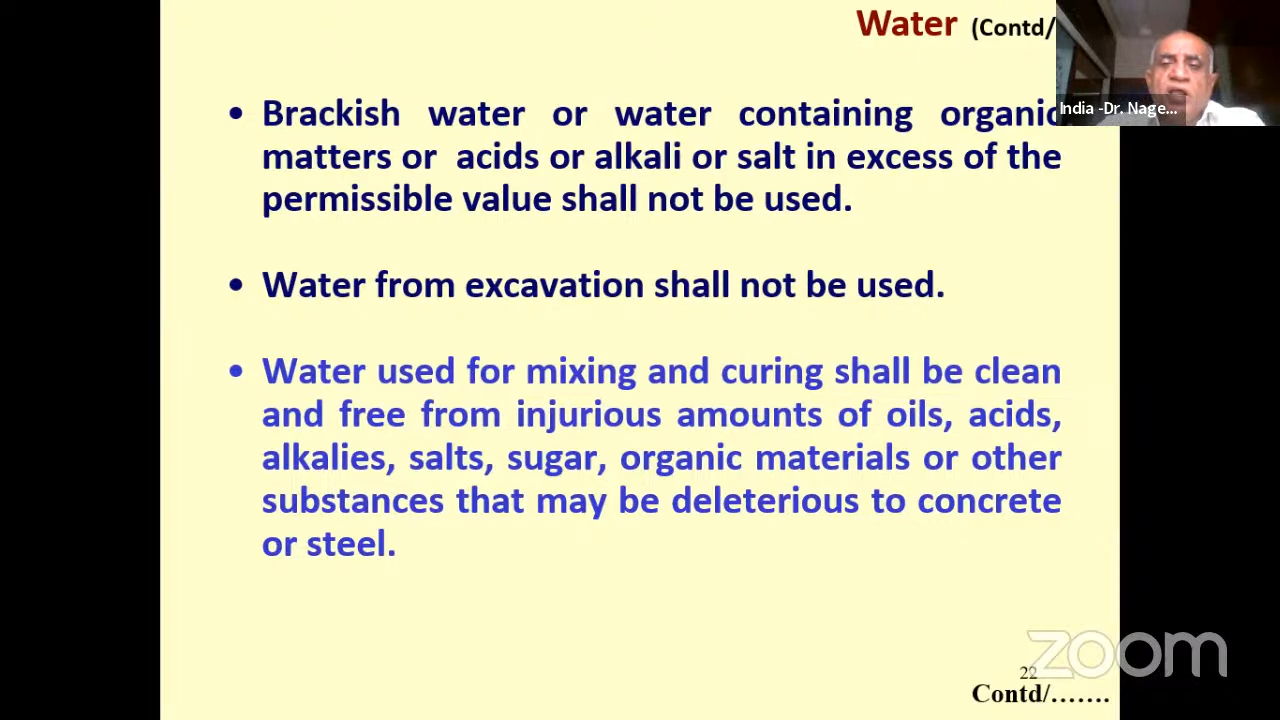 Water (Contd/
India -Dr. Nage...
• Brackish water or water containing organic
matters or acids or alkali or salt in excess of the
permissible value shall not be used.
• Water from excavation shall not be used.
• Water used for mixing and curing shall be clean
and free from injurious amounts of oils, acids,
alkalies, salts, sugar, organic materials or other
substances that may be deleterious to concrete
or steel.
zoom
22
Contd/…….